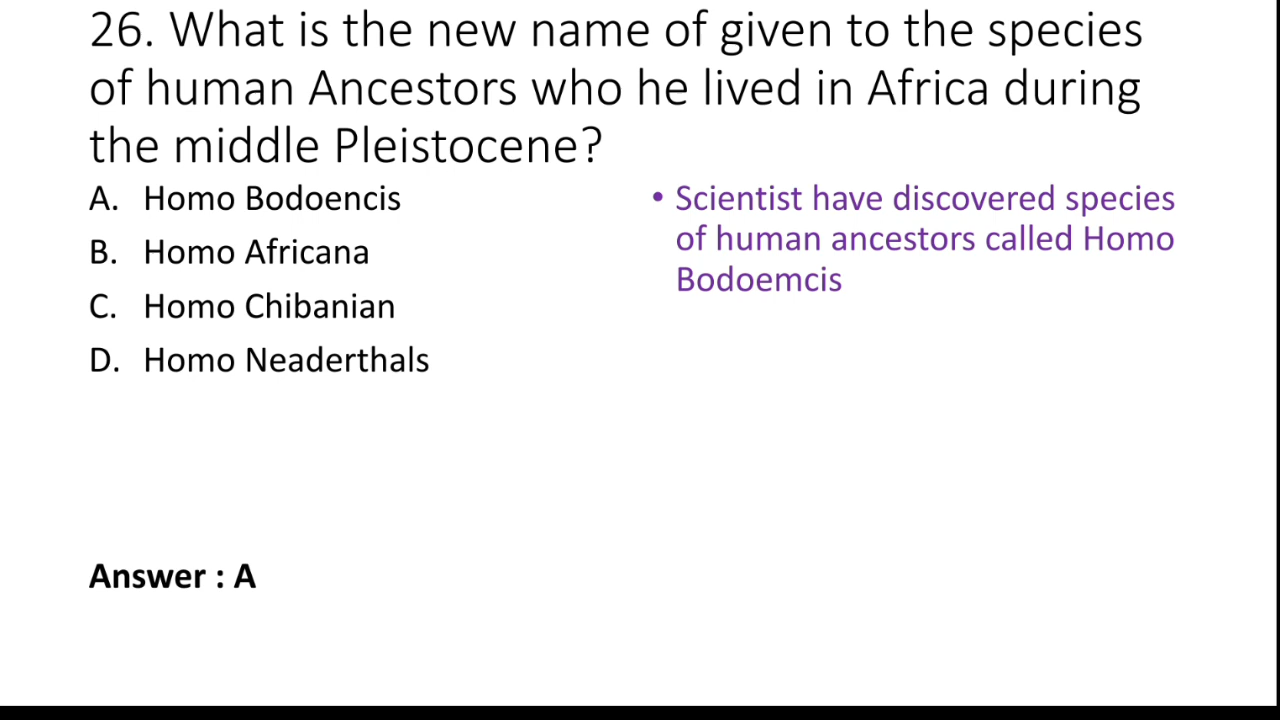 26. What is the new name of given to the species
of human Ancestors who he lived in Africa during
the middle Pleistocene?
A. Homo Bodoencis
B. Homo Africana
C. Homo Chibanian
D. Homo Neaderthals
• Scientist have discovered species
of human ancestors called Homo
Bodoemcis
Answer : A